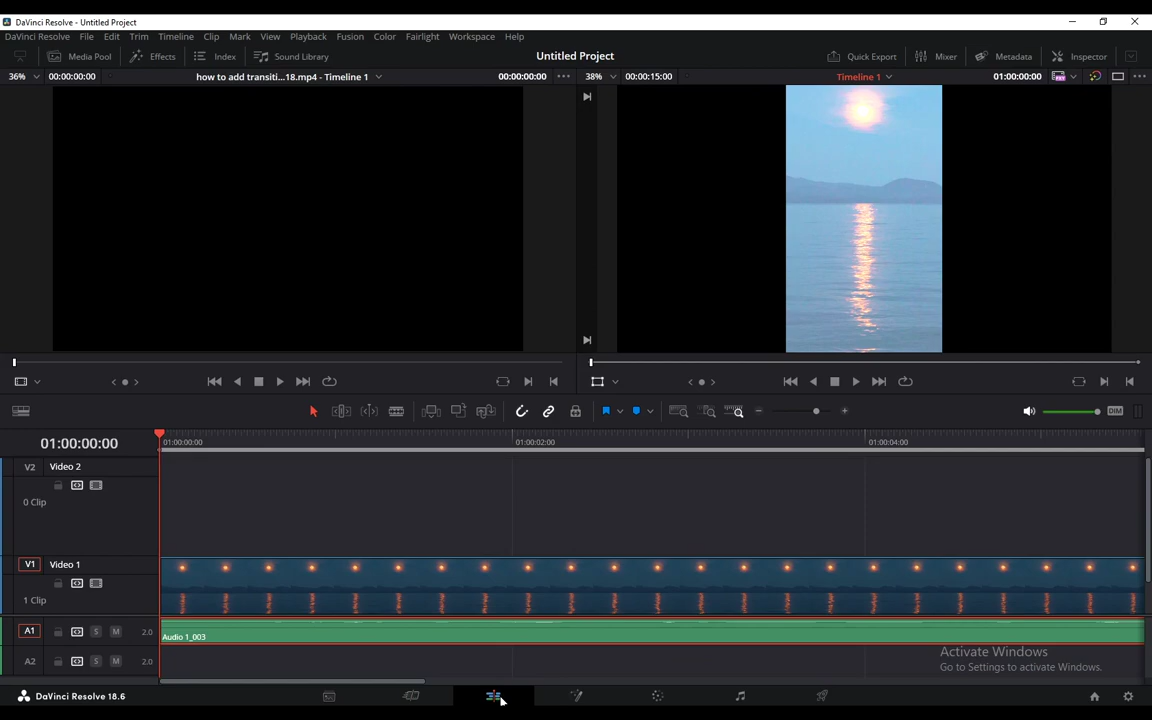 DaVinci Resolve - Untitled Project
DaVinci Resolve File Edit Trim Timeline Clip Mark View Playback Fusion Color Fairlight Workspace Help
Media Pool Effects Index Sound Library Untitled Project Quick Export Mixer Metadata Inspector
36% 00:00:00:00 how to add transiti...18.mp4 - Timeline 1 00:00:00:00 38% 00:00:15:00 Timeline 1 01:00:00:00
DIM
01:00:00:00 01:00:00:00 01:00:02:00 01:00:04:00
V2 Video 2
0 Clip
V1 Video 1
1 Clip
A1 S M 2.0 Audio 1_003
A2 S M 2.0
Activate Windows
Go to Settings to activate Windows.
DaVinci Resolve 18.6